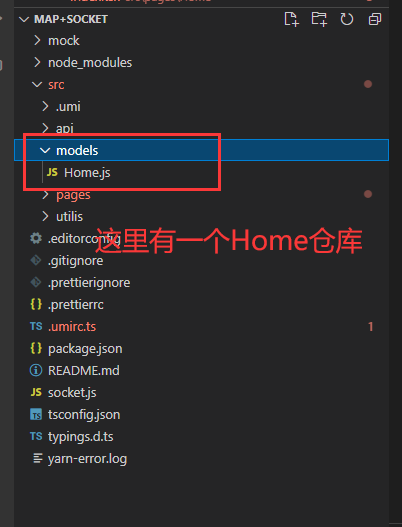 MAP+SOCKET
mock
node_modules
src
.umi
api
models
JS Home.js
pages
utilis
这里有一个Home仓库
.editorconfig
.gitignore
.prettierignore
{} .prettierrc
TS .umirc.ts 1
{} package.json
README.md
JS socket.js
TS tsconfig.json
TS typings.d.ts
yarn-error.log